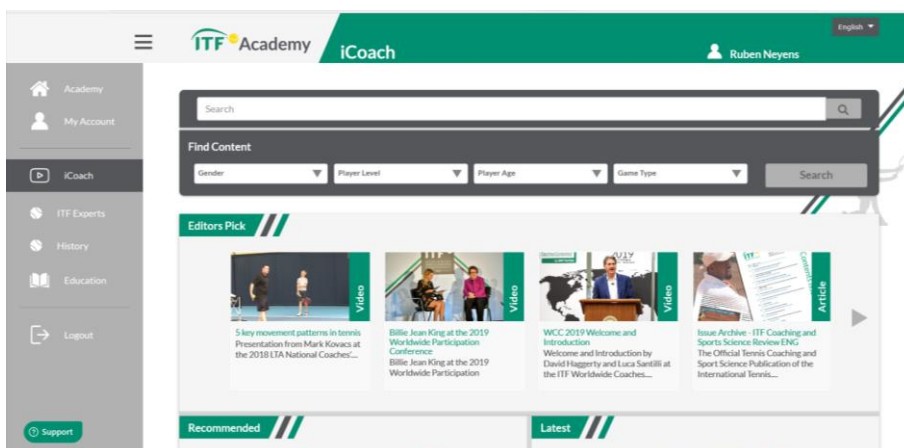 English
ITF Academy
iCoach
Ruben Neyens
Academy
My Account
iCoach
ITF Experts
History
Education
Logout
Support
Search
Find Content
Gender
Player Level
Player Age
Game Type
Search
Editors Pick
Video
5 key movement patterns in tennis
Presentation from Mark Kovacs at
the 2018 LTA National Coaches'....
Video
Billie Jean King at the 2019
Worldwide Participation
Conference
Billie Jean King at the 2019
Worldwide Participation
2019
Video
WCC 2019 Welcome and
Introduction
Welcome and Introduction by
David Haggerty and Luca Santilli at
the ITF Worldwide Coaches....
Article
Issue Archive - ITF Coaching and
Sports Science Review ENG
The Official Tennis Coaching and
Sport Science Publication of the
International Tennis....
Recommended
Latest